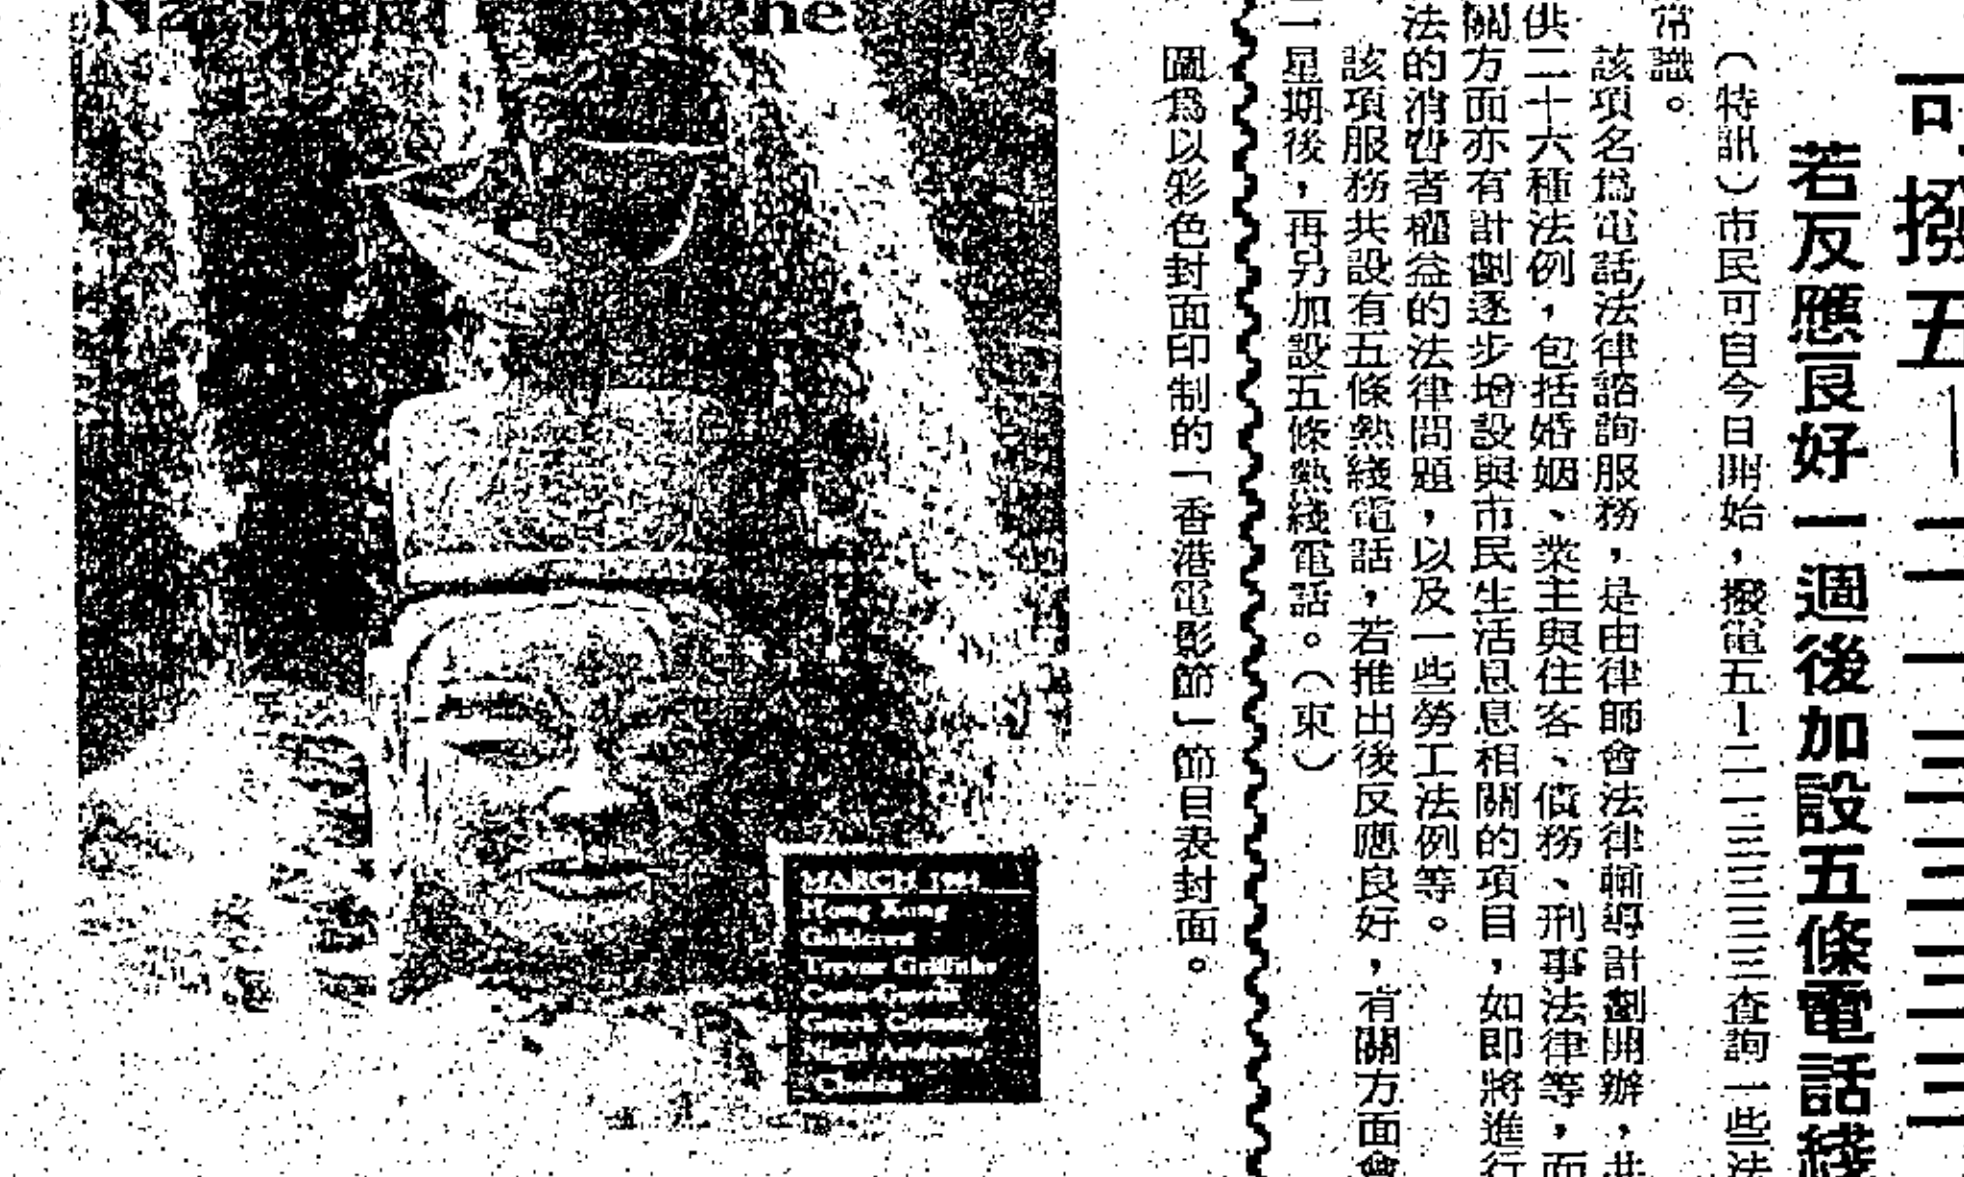 可撥五一二一三三三三
若反應良好一週後加設五條電話綫
（特訊）市民可自今日開始，撥電五1二一三三三三三查詢一些法
常識。
該項名爲電話法律諮詢服務，是由律師會法律輔導計劃開辦，共
供二十六種法例，包括婚姻、業主與住客、債務、刑事法律等，而
關方面亦有計劃逐步增設與市民生活息息相關的項目，如即將進行
法的消費者權益的法律問題，以及一些勞工法例等。
該項服務共設有五條熱綫電話，若推出後反應良好，有關方面會
一星期後，再另加設五條熱綫電話。（東）
圖爲以彩色封面印制的「香港電影節」節目表封面。
he
MARCH 1984
Hong Kong
Goldcrest
Trevor Griffiths
Greek Comedy
Nigel Andrews
Choice